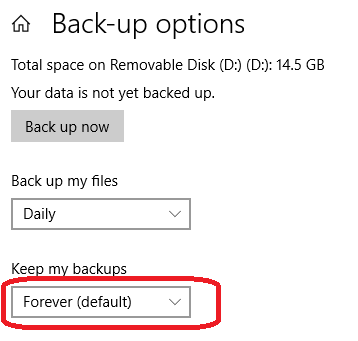 Back-up options
Total space on Removable Disk (D:) (D:): 14.5 GB
Your data is not yet backed up.
Back up now
Back up my files
Daily
Keep my backups
Forever (default)